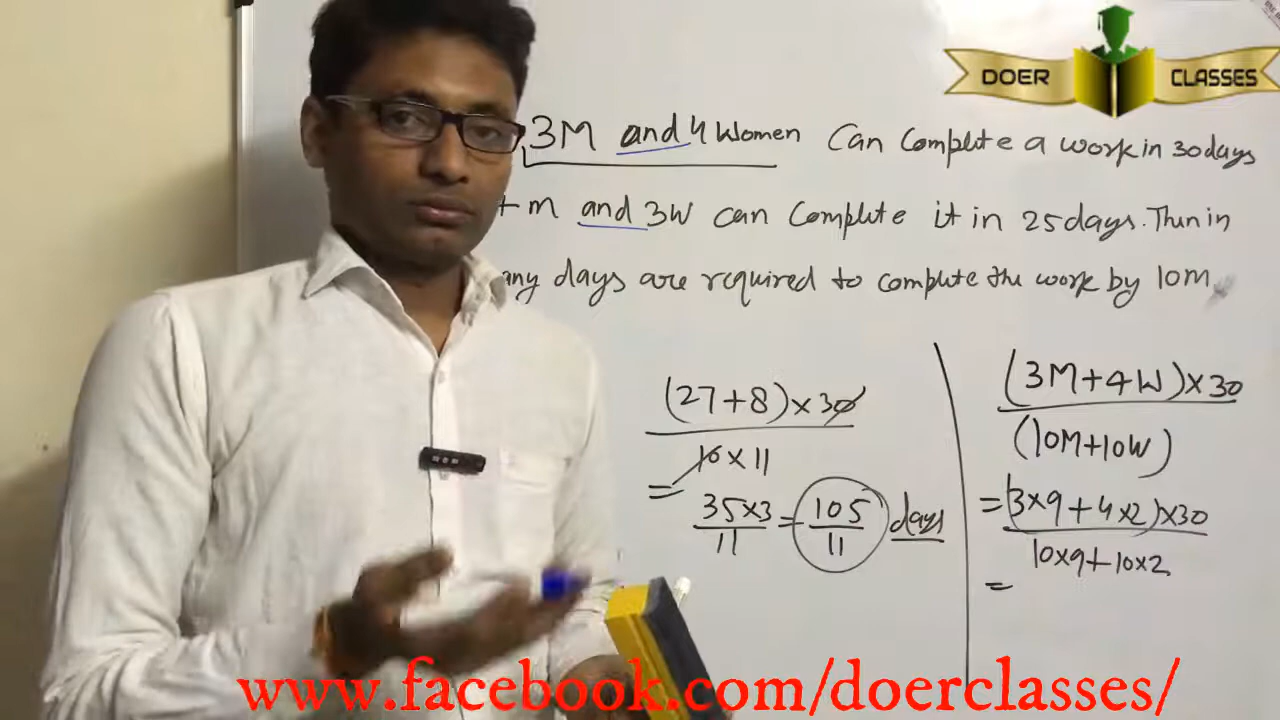 DOER CLASSES
3M and 4 Women Can Complete a work in 30 days
m and 3W can Complete it in 25 days. Then in
any days are required to complete the work by 10M
(27+8)×30
10×11
=
35×3
11
= 105
11
days
(3M+4W)×30
(10M+10W)
= (3×9+4×2)×30
10×9+10×2
=
www.facebook.com/doerclasses/